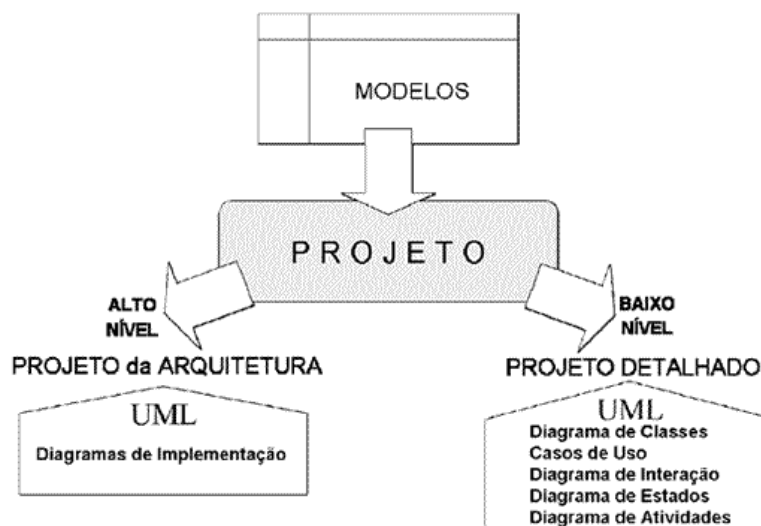 MODELOS
PROJETO
ALTO
NÍVEL
BAIXO
NÍVEL
PROJETO da ARQUITETURA
PROJETO DETALHADO
UML
Diagramas de Implementação
UML
Diagrama de Classes
Casos de Uso
Diagrama de Interação
Diagrama de Estados
Diagrama de Atividades